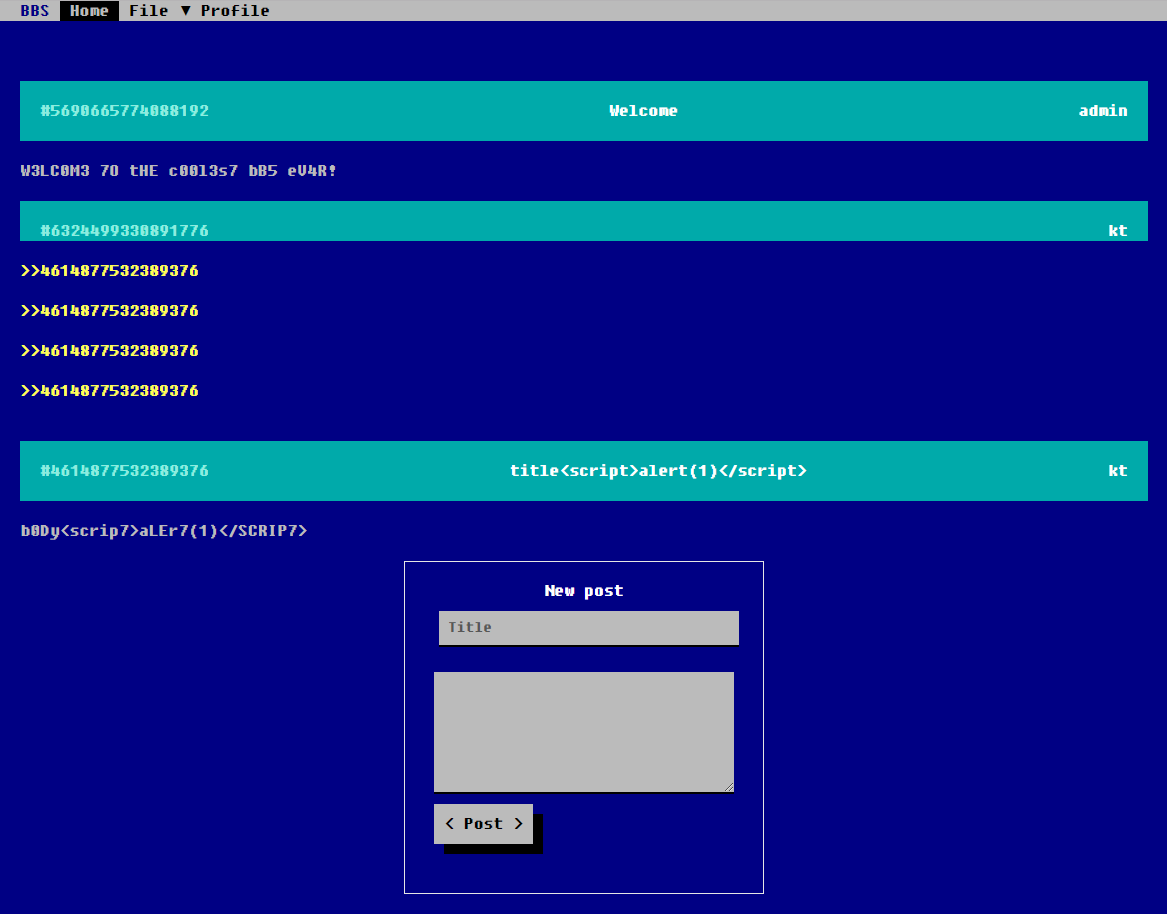 BBS Home File ▼ Profile
#5690665774088192 Welcome admin
W3LC0M3 7O tHE c00l3s7 bB5 eV4R!
#6324499330891776 kt
>>4614877532389376
>>4614877532389376
>>4614877532389376
>>4614877532389376
#4614877532389376 title<script>alert(1)</script> kt
b0Dy<scrip7>aLEr7(1)</SCRIP7>
New post
Title
< Post >